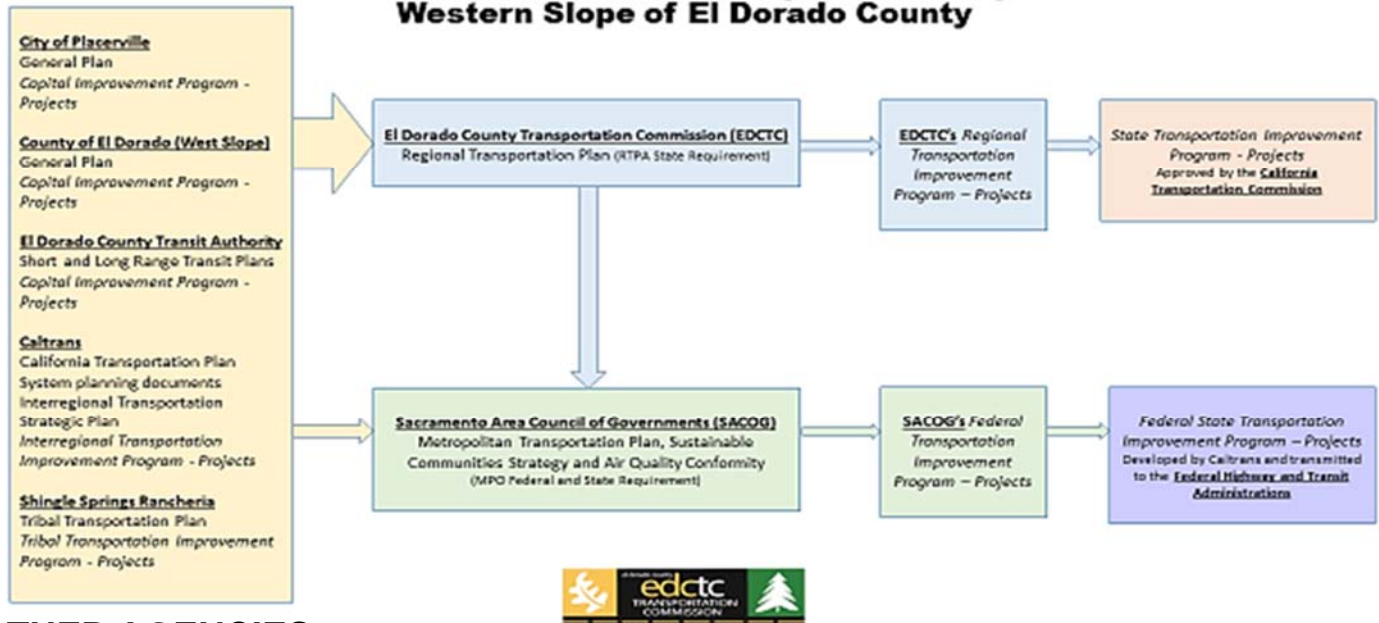 Western Slope of El Dorado County
City of Placerville
General Plan
Capital Improvement Program -
Projects
County of El Dorado (West Slope)
General Plan
Capital Improvement Program -
Projects
El Dorado County Transit Authority
Short and Long Range Transit Plans
Capital Improvement Program -
Projects
Caltrans
California Transportation Plan
System planning documents
Interregional Transportation
Strategic Plan
Interregional Transportation
Improvement Program - Projects
Shingle Springs Rancheria
Tribal Transportation Plan
Tribal Transportation Improvement
Program - Projects
El Dorado County Transportation Commission (EDCTC)
Regional Transportation Plan (RTPA State Requirement)
EDCTC's Regional
Transportation
Improvement
Program – Projects
State Transportation Improvement
Program - Projects
Approved by the California
Transportation Commission
Sacramento Area Council of Governments (SACOG)
Metropolitan Transportation Plan, Sustainable
Communities Strategy and Air Quality Conformity
(MPO Federal and State Requirement)
SACOG's Federal
Transportation
Improvement
Program – Projects
Federal State Transportation
Improvement Program – Projects
Developed by Caltrans and transmitted
to the Federal Highway and Transit
Administrations
edctc
TRANSPORTATION
COMMISSION